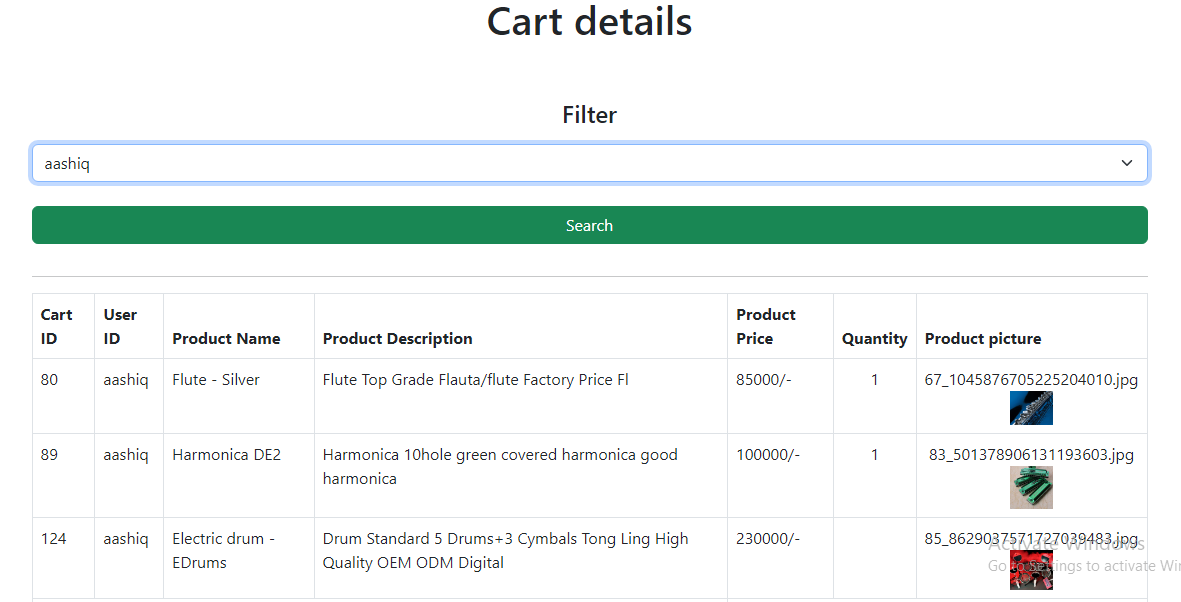 Cart details
Filter
aashiq
Search
Cart ID User ID Product Name Product Description Product Price Quantity Product picture
80 aashiq Flute - Silver Flute Top Grade Flauta/flute Factory Price Fl 85000/- 1 67_1045876705225204010.jpg
89 aashiq Harmonica DE2 Harmonica 10hole green covered harmonica good harmonica 100000/- 1 83_501378906131193603.jpg
124 aashiq Electric drum - EDrums Drum Standard 5 Drums+3 Cymbals Tong Ling High Quality OEM ODM Digital 230000/- 85_8629037571727039483.jpg
Activate Windows
Go to Settings to activate Wi